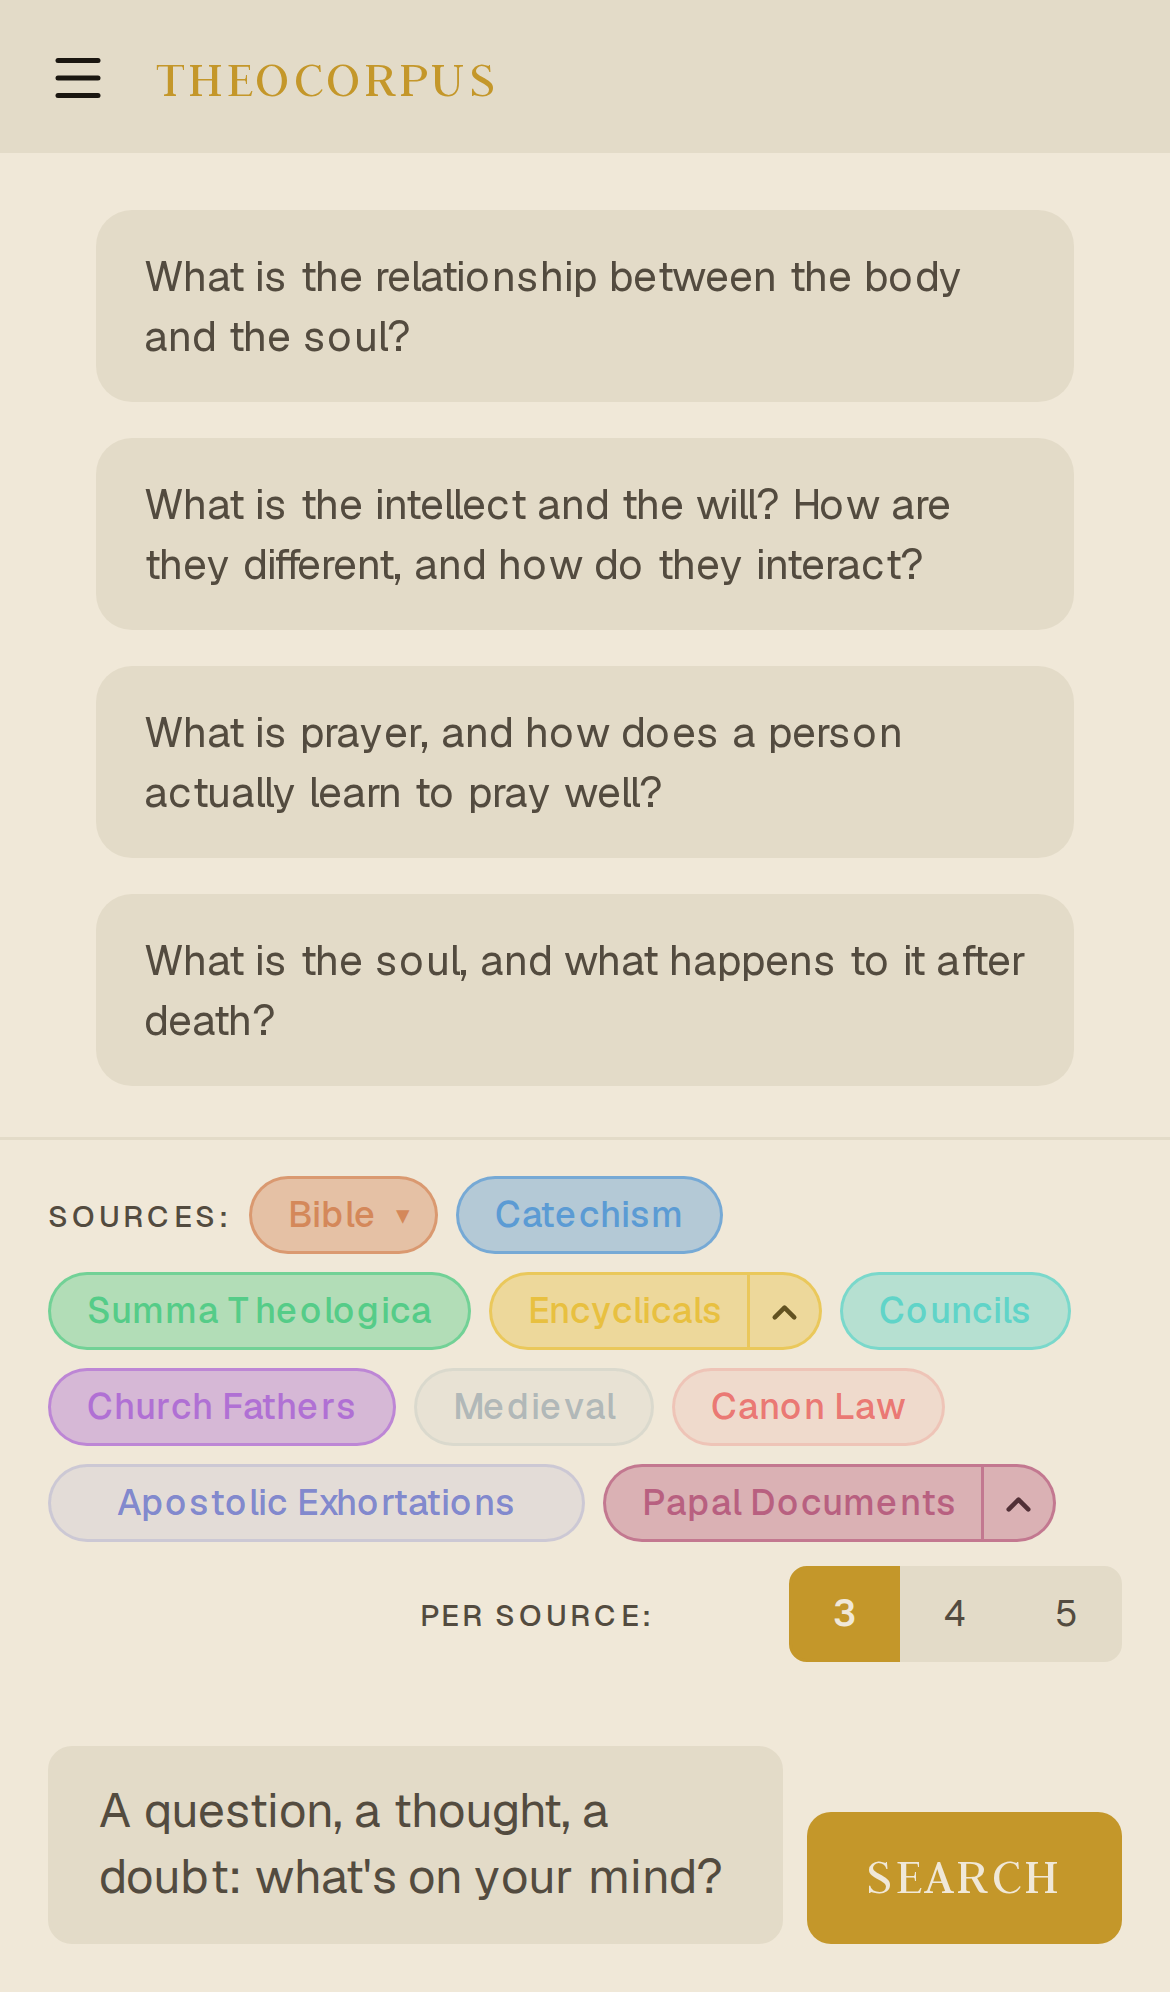 THEOCORPUS
What is the relationship between the body
and the soul?
What is the intellect and the will? How are
they different, and how do they interact?
What is prayer, and how does a person
actually learn to pray well?
What is the soul, and what happens to it after
death?
SOURCES: Bible ▾ Catechism
Summa Theologica Encyclicals Councils
Church Fathers Medieval Canon Law
Apostolic Exhortations Papal Documents
PER SOURCE: 3 4 5
A question, a thought, a
doubt: what's on your mind?
SEARCH